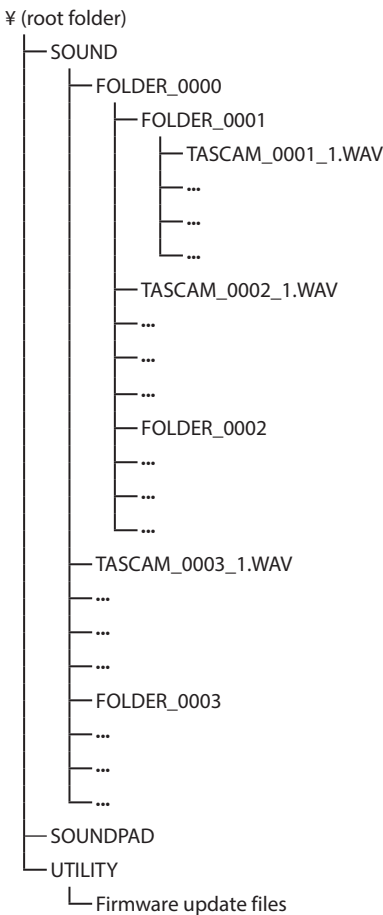 ¥ (root folder)
SOUND
FOLDER_0000
FOLDER_0001
TASCAM_0001_1.WAV
...
...
...
TASCAM_0002_1.WAV
...
...
...
FOLDER_0002
...
...
...
TASCAM_0003_1.WAV
...
...
...
FOLDER_0003
...
...
...
SOUNDPAD
UTILITY
Firmware update files